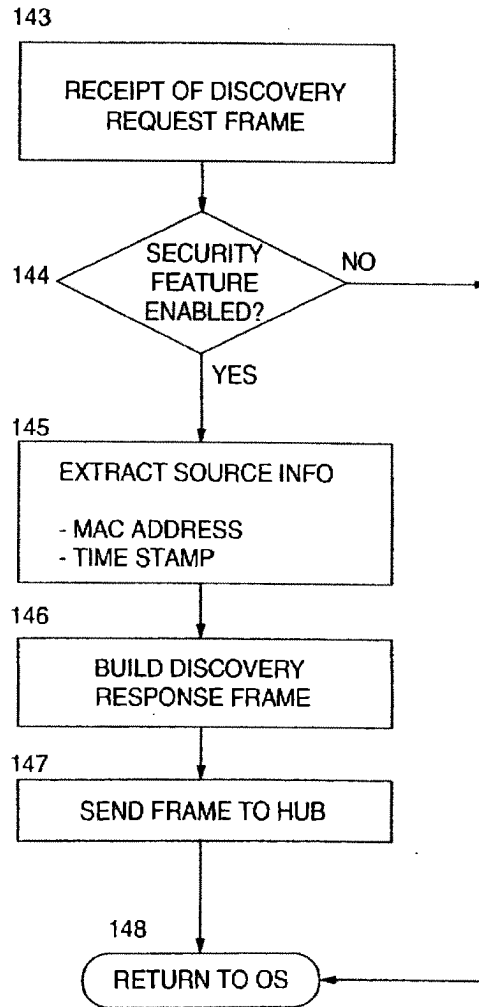 143
RECEIPT OF DISCOVERY
REQUEST FRAME
144
SECURITY
FEATURE
ENABLED?
NO
YES
145
EXTRACT SOURCE INFO
- MAC ADDRESS
- TIME STAMP
146
BUILD DISCOVERY
RESPONSE FRAME
147
SEND FRAME TO HUB
148
RETURN TO OS